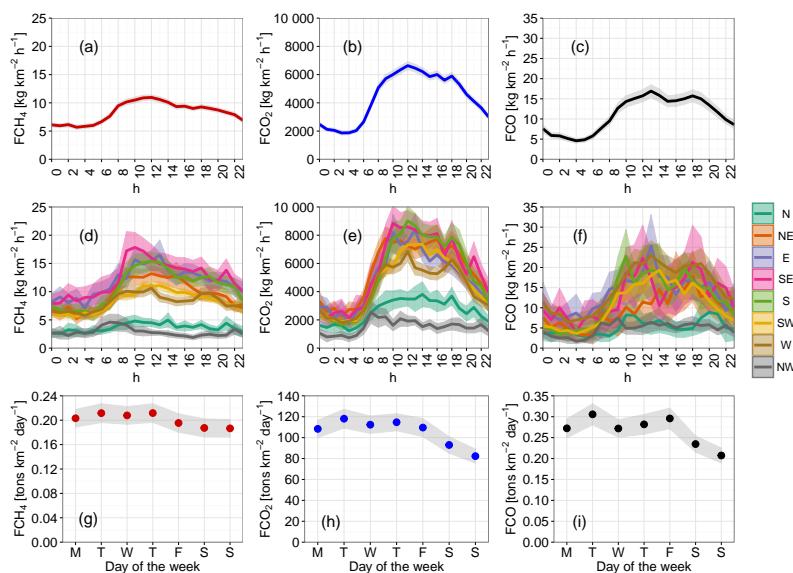 FCH₄ [kg km⁻² h⁻¹]
25
20
15
10
5
0
(a)
0 2 4 6 8 10 12 14 16 18 20 22
h
FCO₂ [kg km⁻² h⁻¹]
10 000
8000
6000
4000
2000
0
(b)
0 2 4 6 8 10 12 14 16 18 20 22
h
FCO [kg km⁻² h⁻¹]
40
35
30
25
20
15
10
5
0
(c)
0 2 4 6 8 10 12 14 16 18 20 22
h
FCH₄ [kg km⁻² h⁻¹]
25
20
15
10
5
0
(d)
0 2 4 6 8 10 12 14 16 18 20 22
h
FCO₂ [kg km⁻² h⁻¹]
10 000
8000
6000
4000
2000
0
(e)
0 2 4 6 8 10 12 14 16 18 20 22
h
FCO [kg km⁻² h⁻¹]
40
35
30
25
20
15
10
5
0
(f)
0 2 4 6 8 10 12 14 16 18 20 22
h
N
NE
E
SE
S
SW
W
NW
FCH₄ [tons km⁻² day⁻¹]
0.24
0.20
0.16
0.12
0.08
0.04
0.00
(g)
M T W T F S S
Day of the week
FCO₂ [tons km⁻² day⁻¹]
140
120
100
80
60
40
20
0
(h)
M T W T F S S
Day of the week
FCO [tons km⁻² day⁻¹]
0.35
0.30
0.25
0.20
0.15
0.10
0.05
0.00
(i)
M T W T F S S
Day of the week